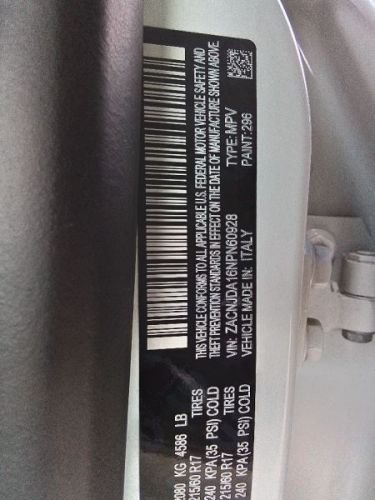 THIS VEHICLE CONFORMS TO ALL APPLICABLE U.S. FEDERAL MOTOR VEHICLE SAFETY AND
THEFT PREVENTION STANDARDS IN EFFECT ON THE DATE OF MANUFACTURE SHOWN ABOVE.
VIN: ZACNJDA16NPN60928 TYPE: MPV
VEHICLE MADE IN: ITALY PAINT: 296
080 KG 4586 LB
TIRES
215/60 R17
240 KPA(35 PSI) COLD
TIRES
215/60 R17
240 KPA(35 PSI) COLD